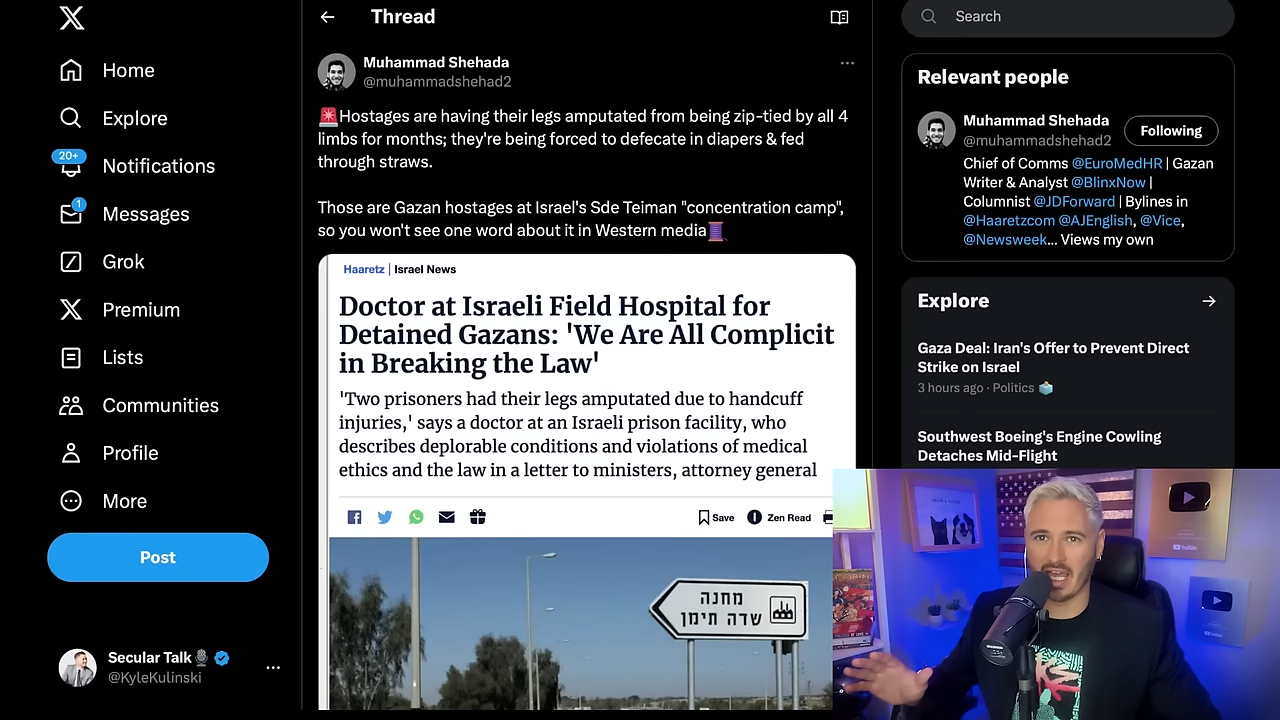 Home
Explore
20+
Notifications
1
Messages
Grok
Premium
Lists
Communities
Profile
More
Post
Secular Talk🎙️
@KyleKulinski
Thread
Muhammad Shehada
@muhammadshehad2
🚨Hostages are having their legs amputated from being zip-tied by all 4
limbs for months; they're being forced to defecate in diapers & fed
through straws.
Those are Gazan hostages at Israel's Sde Teiman "concentration camp",
so you won't see one word about it in Western media🧵
Haaretz | Israel News
Doctor at Israeli Field Hospital for
Detained Gazans: 'We Are All Complicit
in Breaking the Law'
'Two prisoners had their legs amputated due to handcuff
injuries,' says a doctor at an Israeli prison facility, who
describes deplorable conditions and violations of medical
ethics and the law in a letter to ministers, attorney general
Save
Zen Read
מחנה
שדה תימן
Search
Relevant people
Muhammad Shehada
@muhammadshehad2
Following
Chief of Comms @EuroMedHR | Gazan
Writer & Analyst @BlinxNow |
Columnist @JDForward | Bylines in
@Haaretzcom @AJEnglish, @Vice,
@Newsweek... Views my own
Explore
Gaza Deal: Iran's Offer to Prevent Direct
Strike on Israel
3 hours ago · Politics
Southwest Boeing's Engine Cowling
Detaches Mid-Flight
YouTube